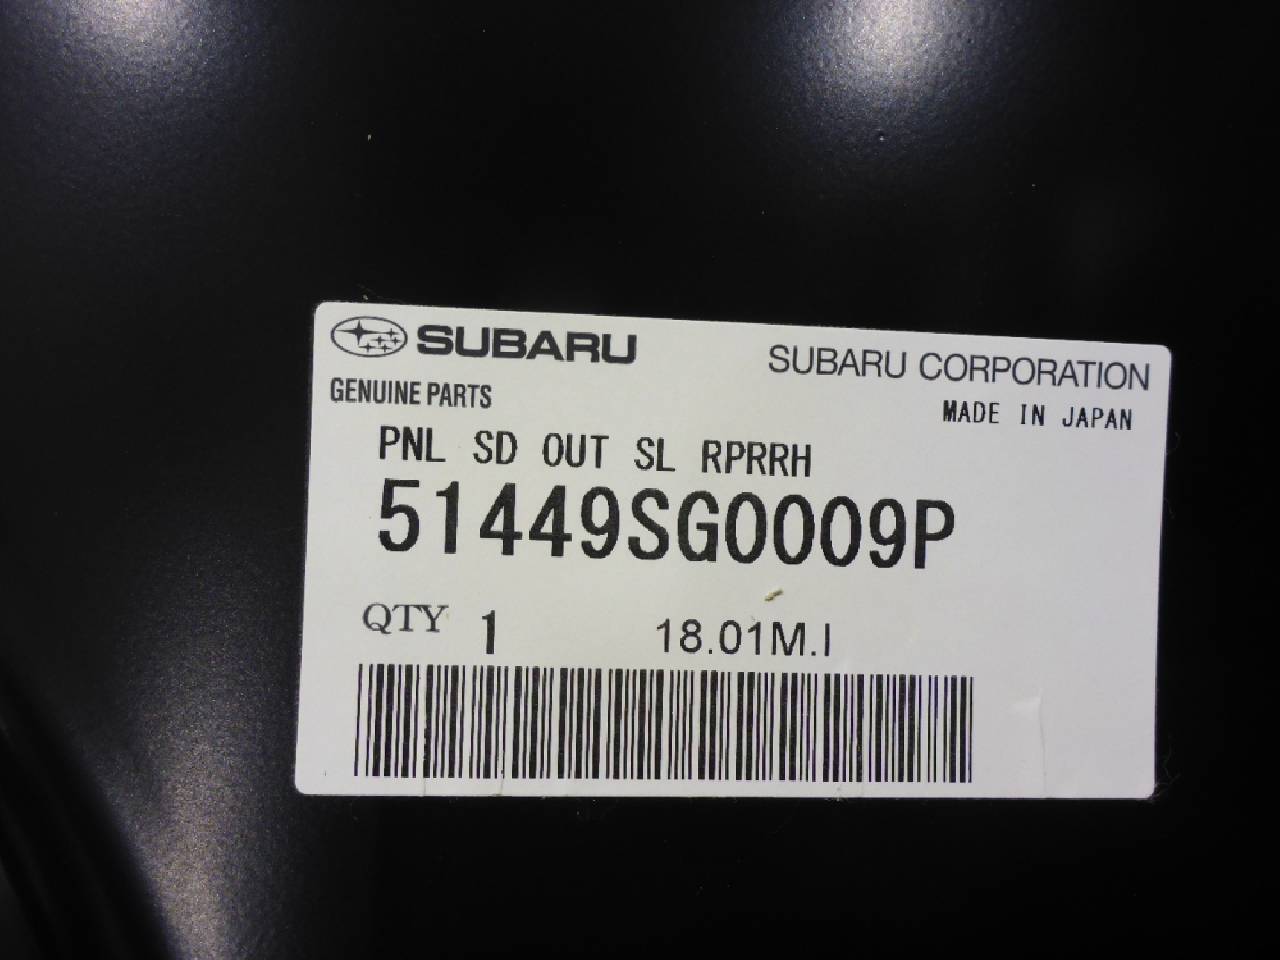 SUBARU
SUBARU CORPORATION
GENUINE PARTS
MADE IN JAPAN
PNL SD OUT SL RPRRH
51449SG0009P
QTY 1 18.01M.I